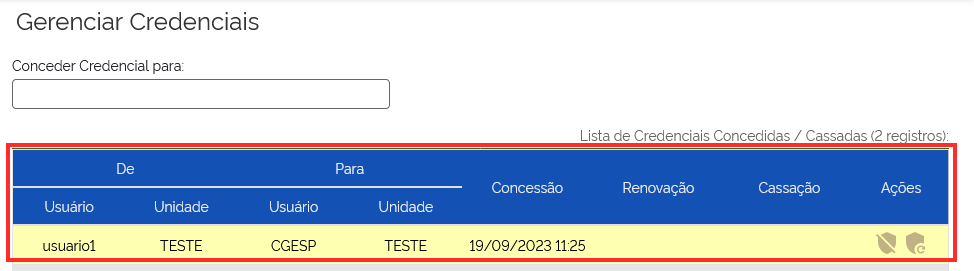 Gerenciar Credenciais
Conceder Credencial para:
Lista de Credenciais Concedidas / Cassadas (2 registros):
De Para Concessão Renovação Cassação Ações
Usuário Unidade Usuário Unidade
usuario1 TESTE CGESP TESTE 19/09/2023 11:25